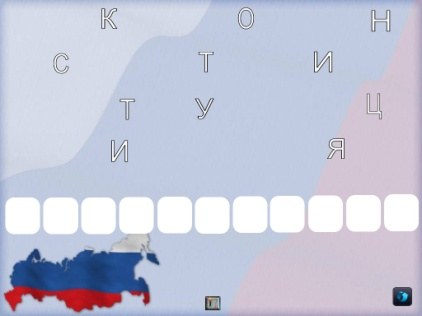 К О Н
С Т И
Т У Ц
И Я